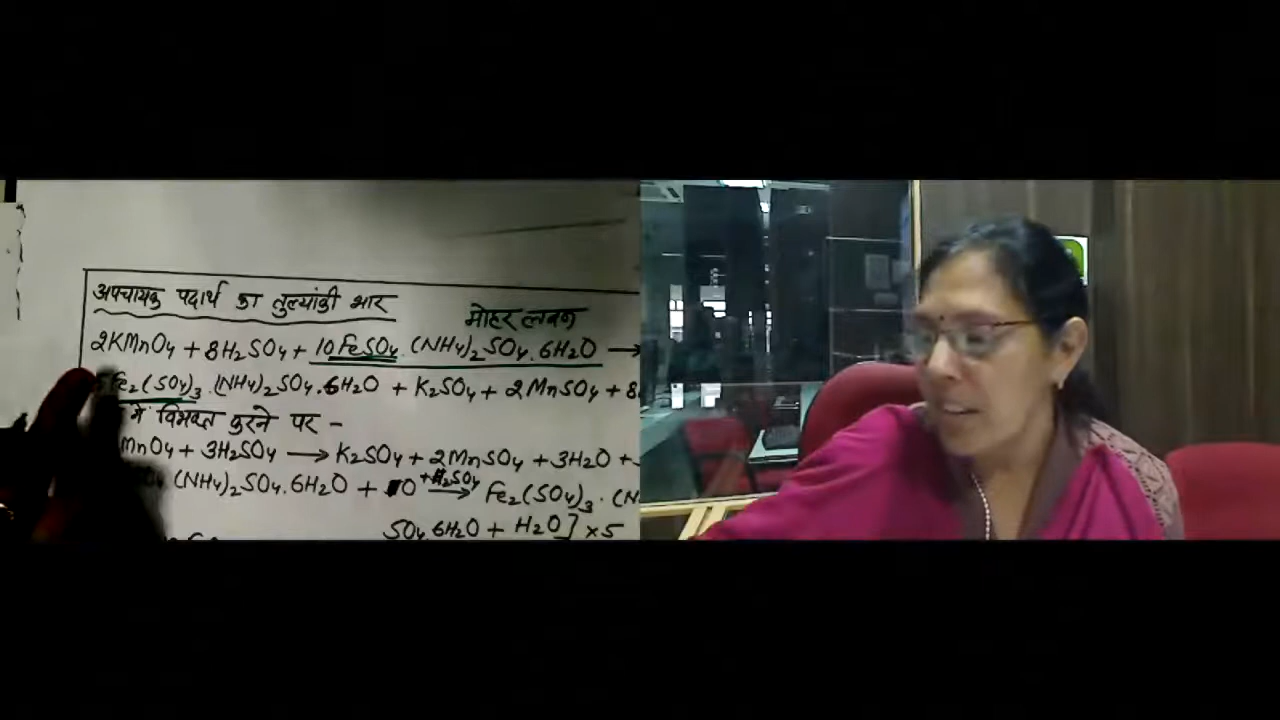 अपचायक पदार्थ का तुल्यांकी भार
मोहर लवण
2KMnO₄ + 8H₂SO₄ + 10FeSO₄.(NH₄)₂SO₄.6H₂O →
5Fe₂(SO₄)₃.(NH₄)₂SO₄.6H₂O + K₂SO₄ + 2MnSO₄ + 8
में विभक्त करने पर -
MnO₄ + 3H₂SO₄ → K₂SO₄ + 2MnSO₄ + 3H₂O +
(NH₄)₂SO₄.6H₂O + O +H₂SO₄ → Fe₂(SO₄)₃.(N
SO₄ 6H₂O + H₂O] x5